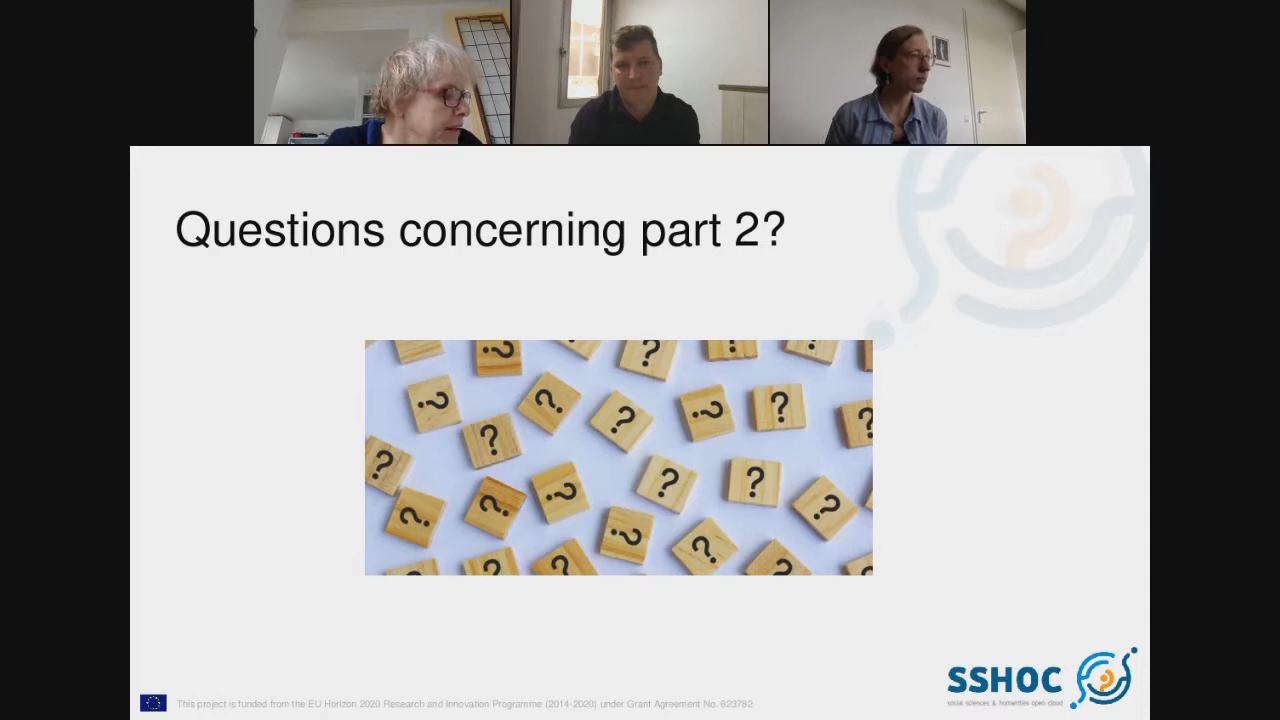 Questions concerning part 2?
SSHOC
social sciences & humanities open cloud
This project is funded from the EU Horizon 2020 Research and Innovation Programme (2014-2020) under Grant Agreement No. 823782